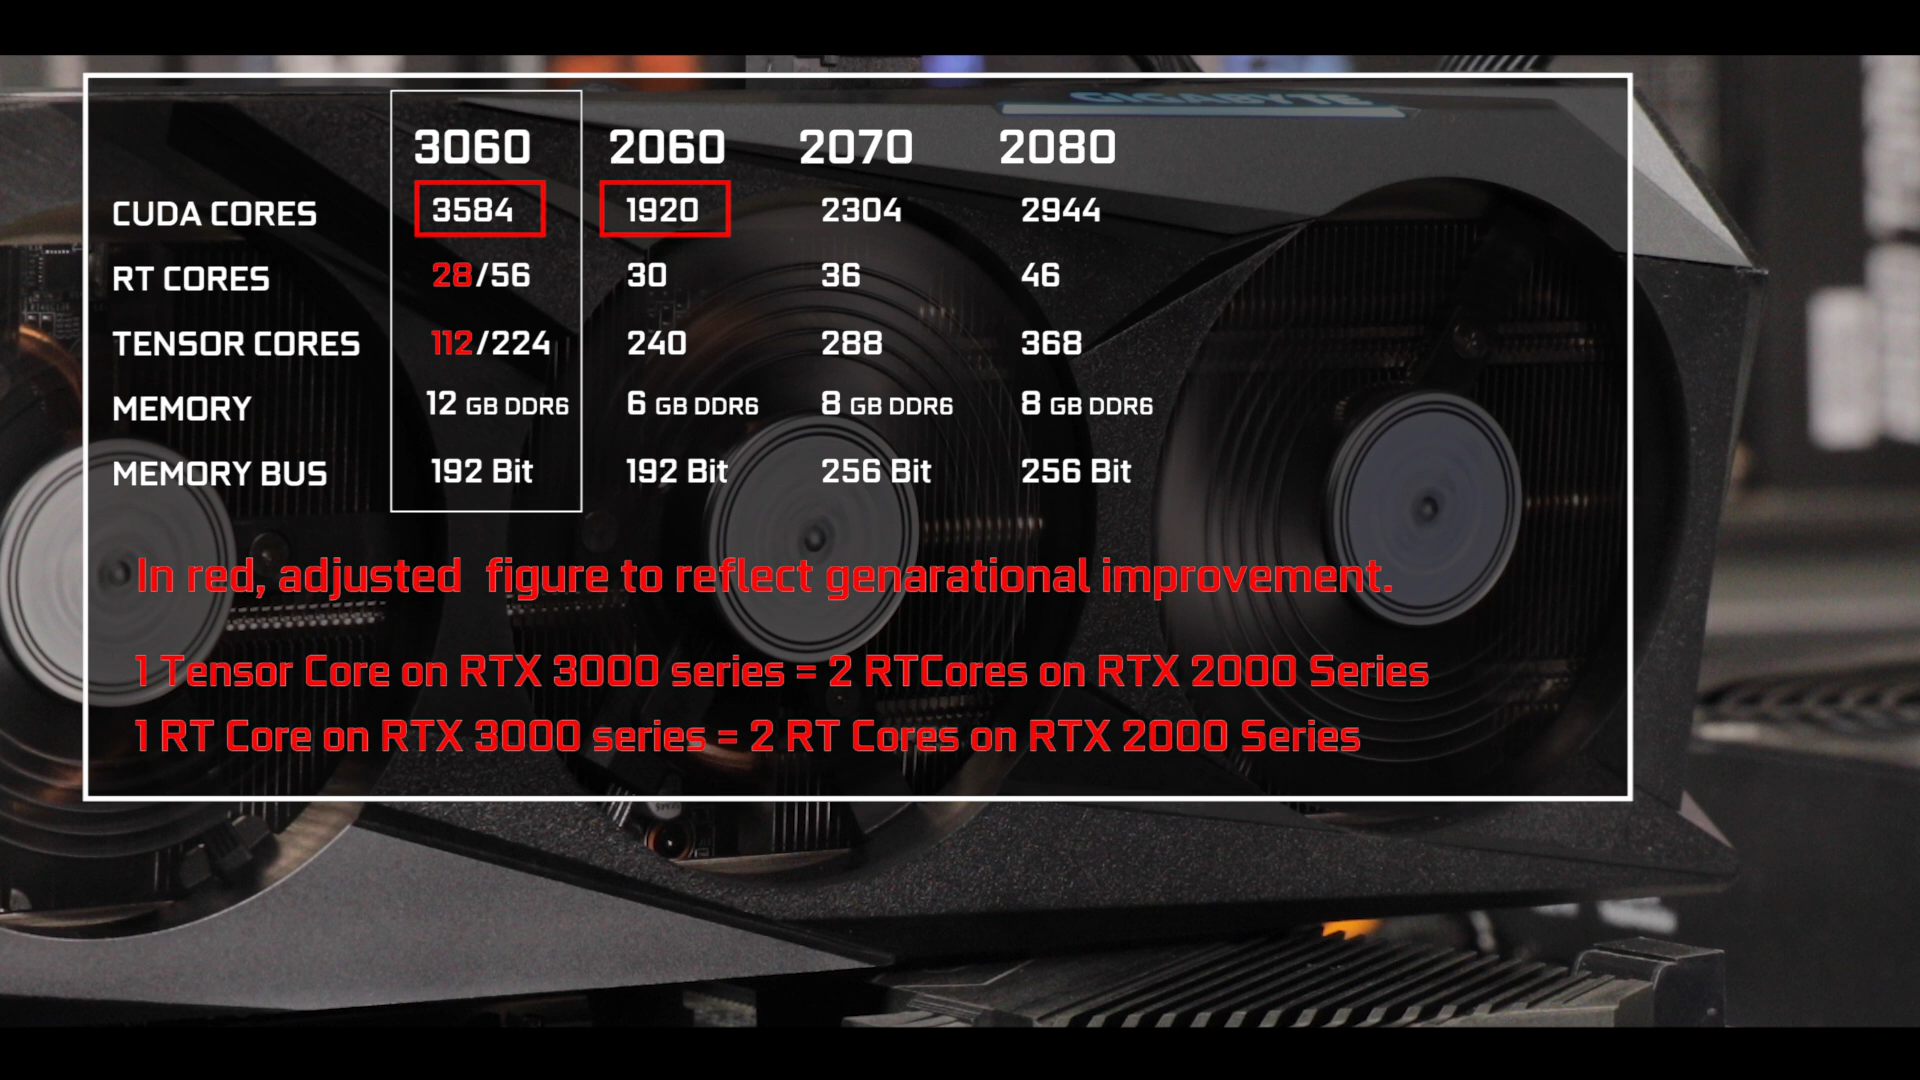 GIGABYTE
3060 2060 2070 2080
CUDA CORES 3584 1920 2304 2944
RT CORES 28/56 30 36 46
TENSOR CORES 112/224 240 288 368
MEMORY 12 GB DDR6 6 GB DDR6 8 GB DDR6 8 GB DDR6
MEMORY BUS 192 Bit 192 Bit 256 Bit 256 Bit
In red, adjusted figure to reflect genarational improvement.
1 Tensor Core on RTX 3000 series = 2 RTCores on RTX 2000 Series
1 RT Core on RTX 3000 series = 2 RT Cores on RTX 2000 Series